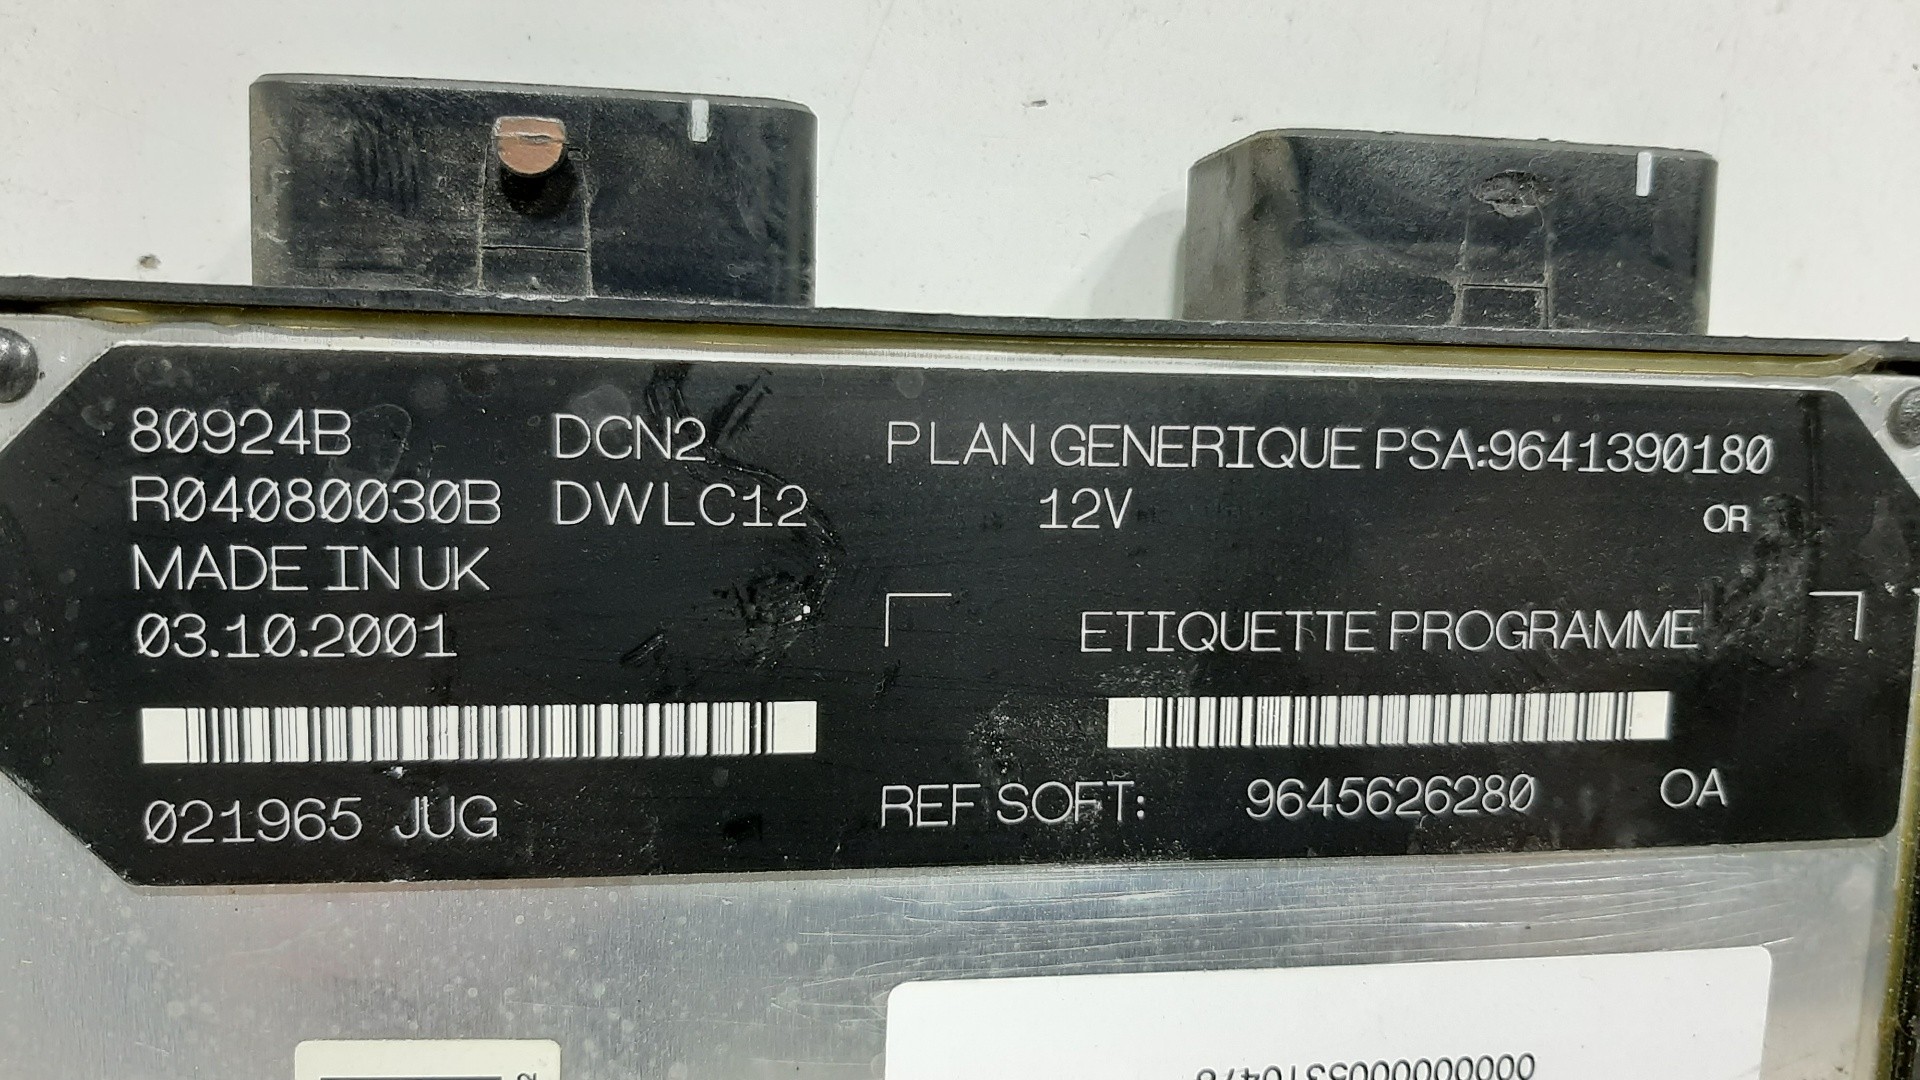 80924B DCN2 PLAN GENERIQUE PSA:9641390180
R04080030B DWLC12 12V OR
MADE IN UK
03.10.2001
ETIQUETTE PROGRAMME
021965 JUG
REF SOFT: 9645626280 OA